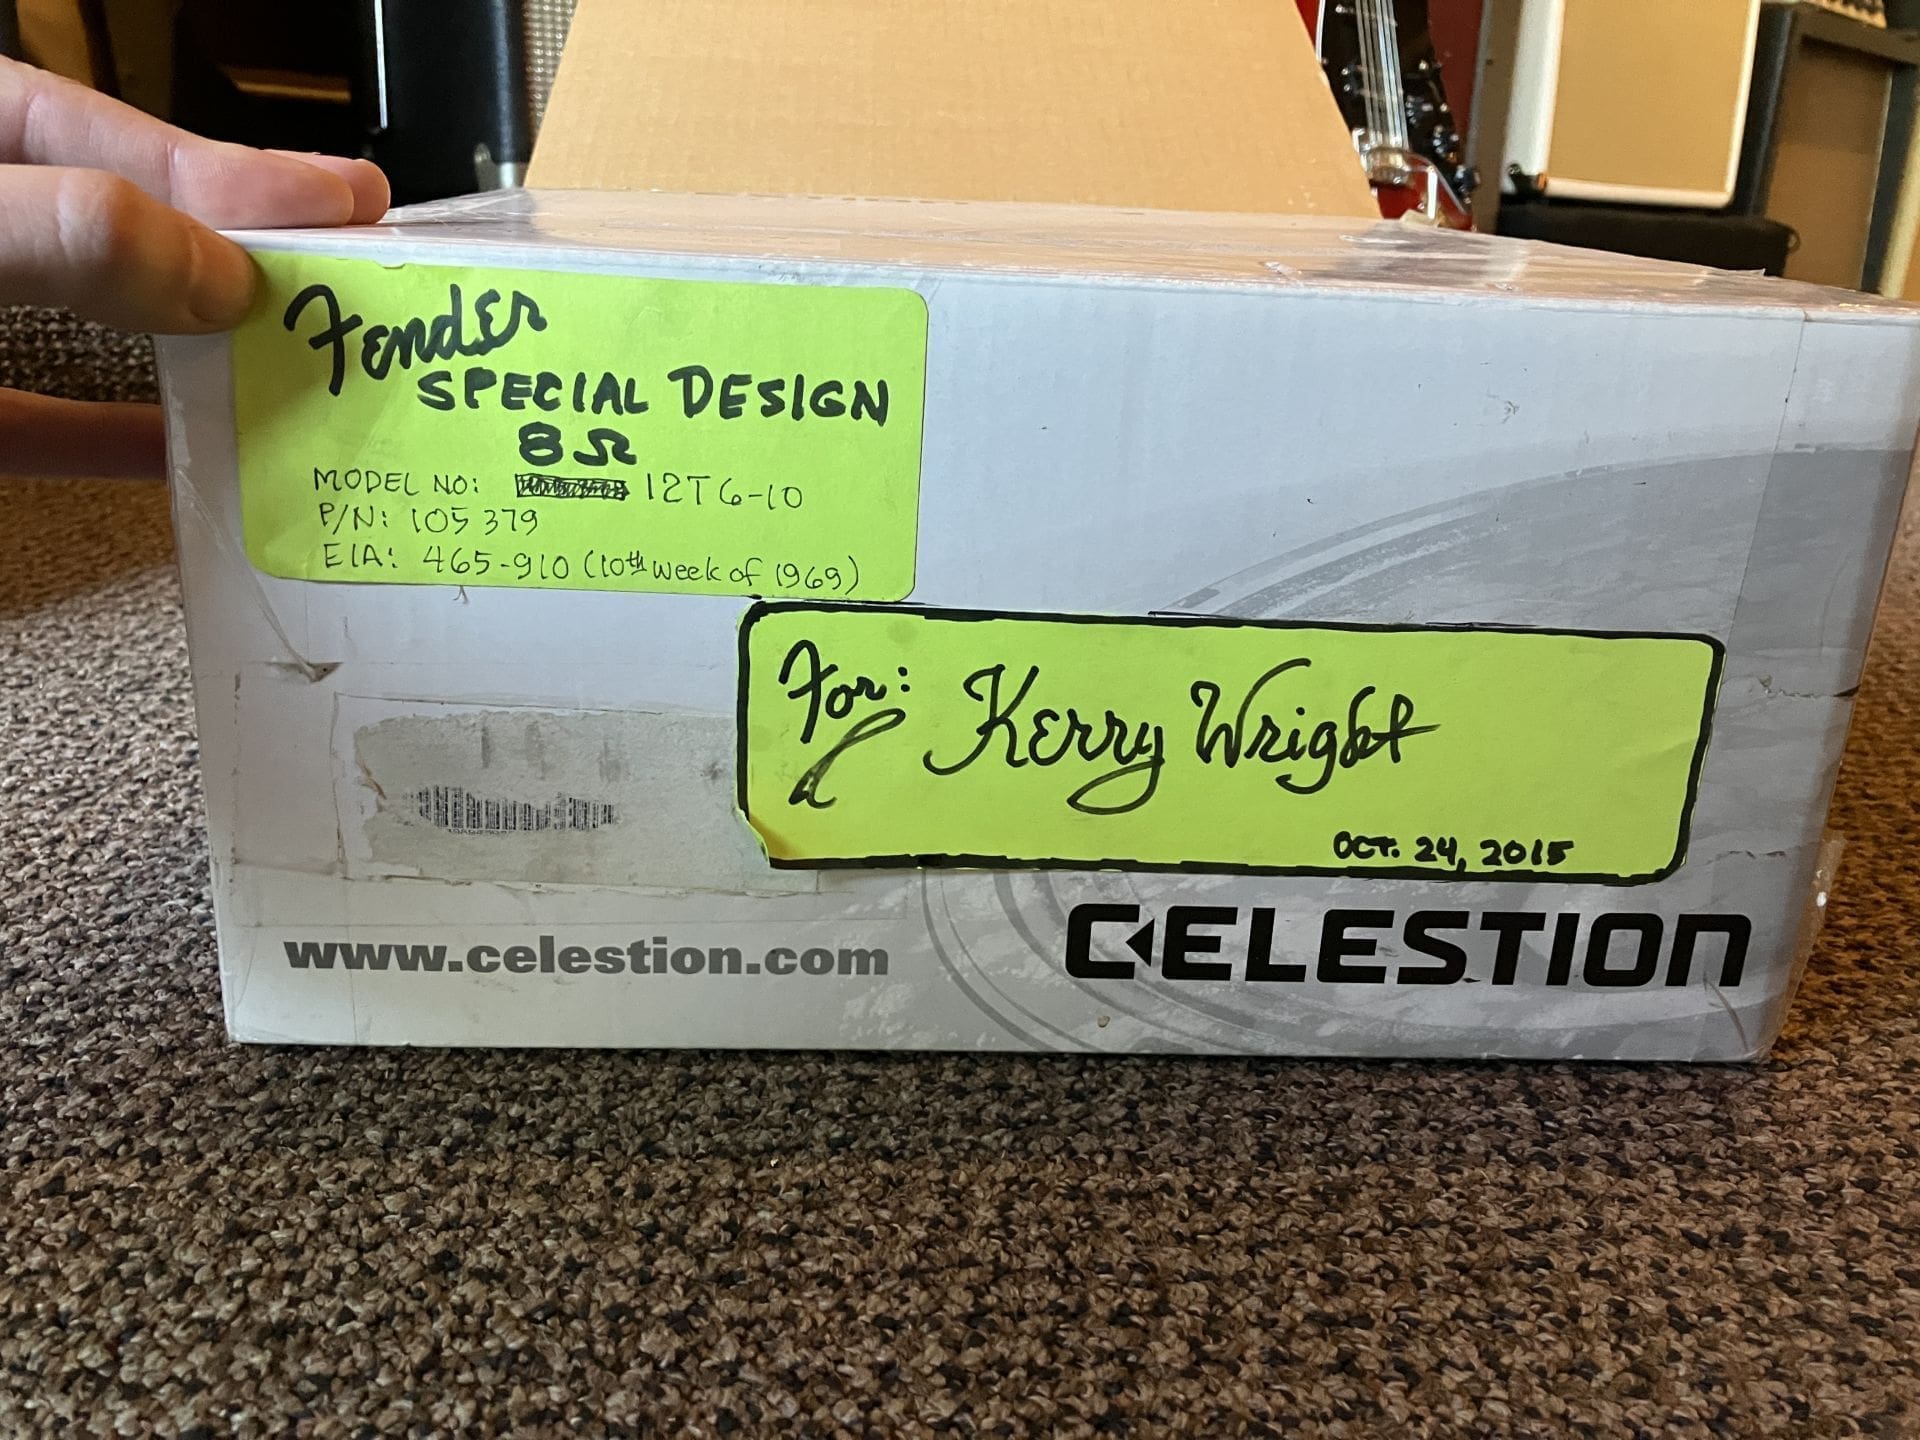 Fender
SPECIAL DESIGN
8Ω
MODEL NO: 12T6-10
P/N: 105379
EIA: 465-910 (10th week of 1969)
For: Kerry Wright
OCT. 24, 2015
www.celestion.com
CELESTION